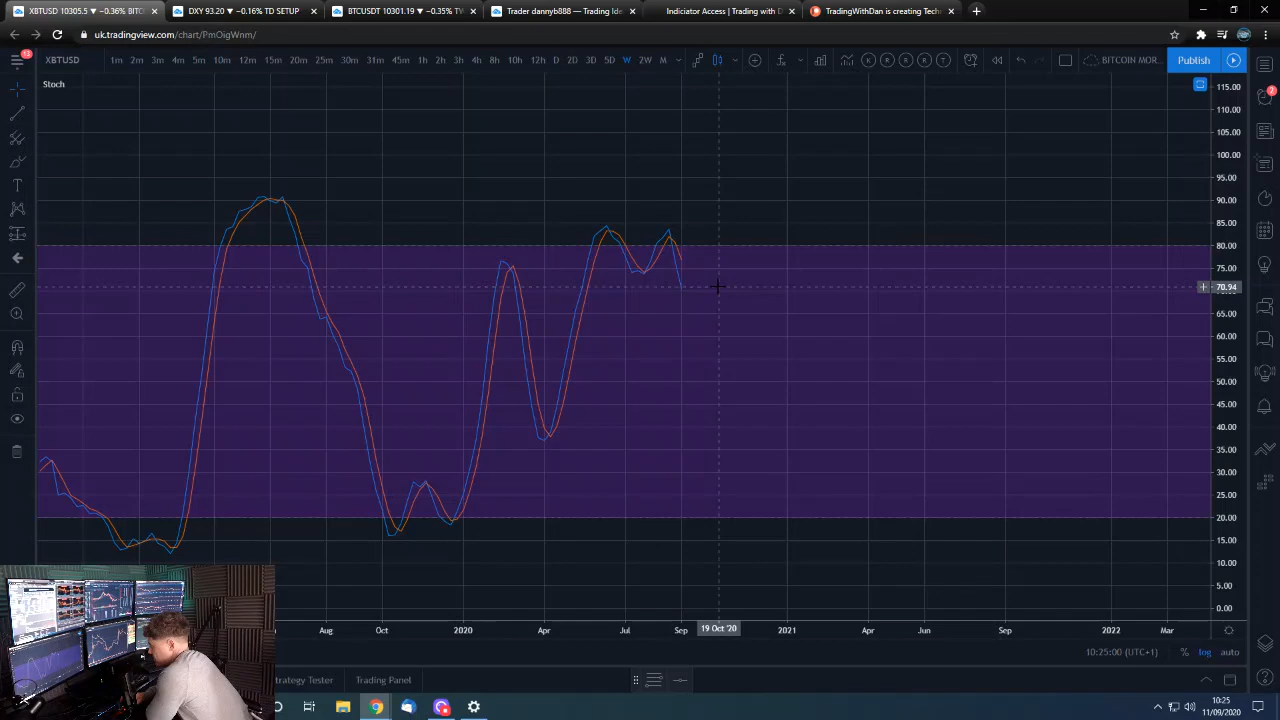 XBTUSD 10305.5 ▼ −0.36% BITC
DXY 93.20 ▼ −0.16% TD SETUP
BTCUSDT 10301.19 ▼ −0.35% T
Trader dannyb888 — Trading Ide
Indiciator Access | Trading with D
TradingWithDan is creating Tech
uk.tradingview.com/chart/PmOigWnm/
13
XBTUSD 1m 2m 3m 4m 5m 10m 12m 15m 20m 25m 30m 31m 45m 1h 2h 3h 4h 8h 10h 12h D 2D 3D 5D W 2W M
BITCOIN MOR...
Publish
Stoch
2
115.00
110.00
105.00
100.00
95.00
90.00
85.00
80.00
75.00
70.94
65.00
60.00
55.00
50.00
45.00
40.00
35.00
30.00
25.00
20.00
15.00
10.00
5.00
0.00
Aug Oct 2020 Apr Jul Sep 19 Oct '20 2021 Apr Jun Sep 2022 Mar
10:25:00 (UTC+1) % log auto
trategy Tester Trading Panel
10:25
11/09/2020